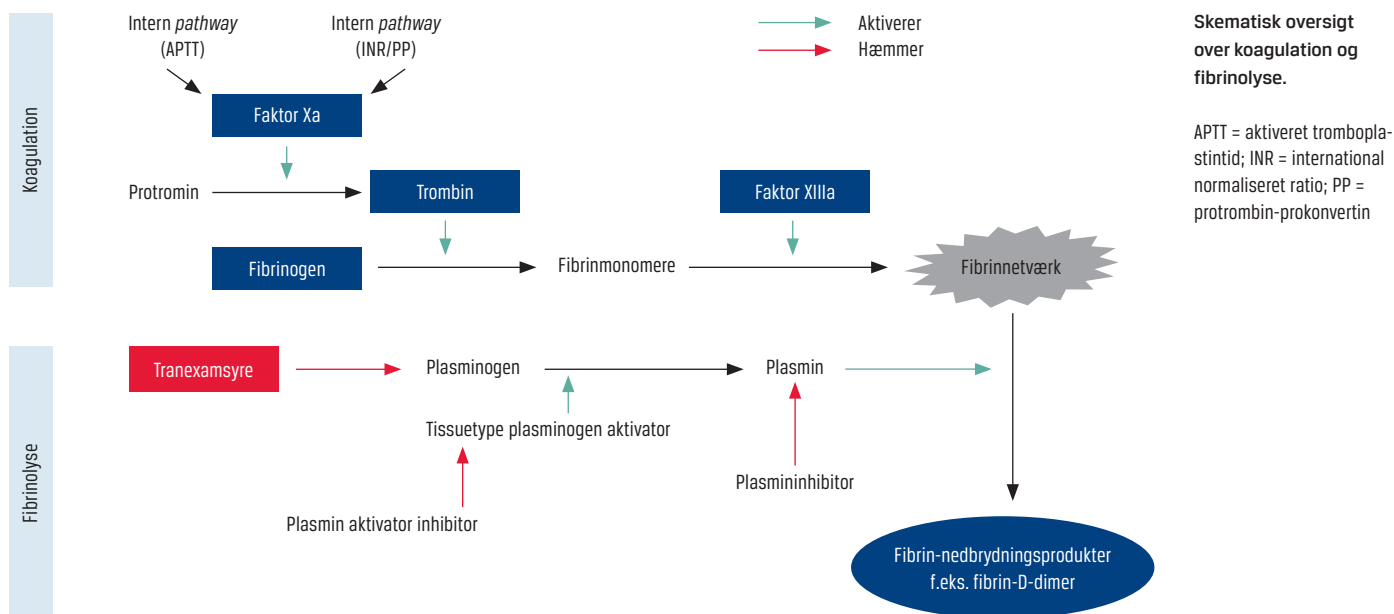 Intern pathway
(APTT)
Intern pathway
(INR/PP)
Aktiverer
Hæmmer
Skematisk oversigt
over koagulation og
fibrinolyse.
APTT = aktiveret trombopla-
stintid; INR = international
normaliseret ratio; PP =
protrombin-prokonvertin
Koagulation
Faktor Xa
Protromin
Trombin
Faktor XIIIa
Fibrinogen
Fibrinmonomere
Fibrinnetværk
Fibrinolyse
Tranexamsyre
Plasminogen
Plasmin
Tissuetype plasminogen aktivator
Plasmininhibitor
Plasmin aktivator inhibitor
Fibrin-nedbrydningsprodukter
f.eks. fibrin-D-dimer